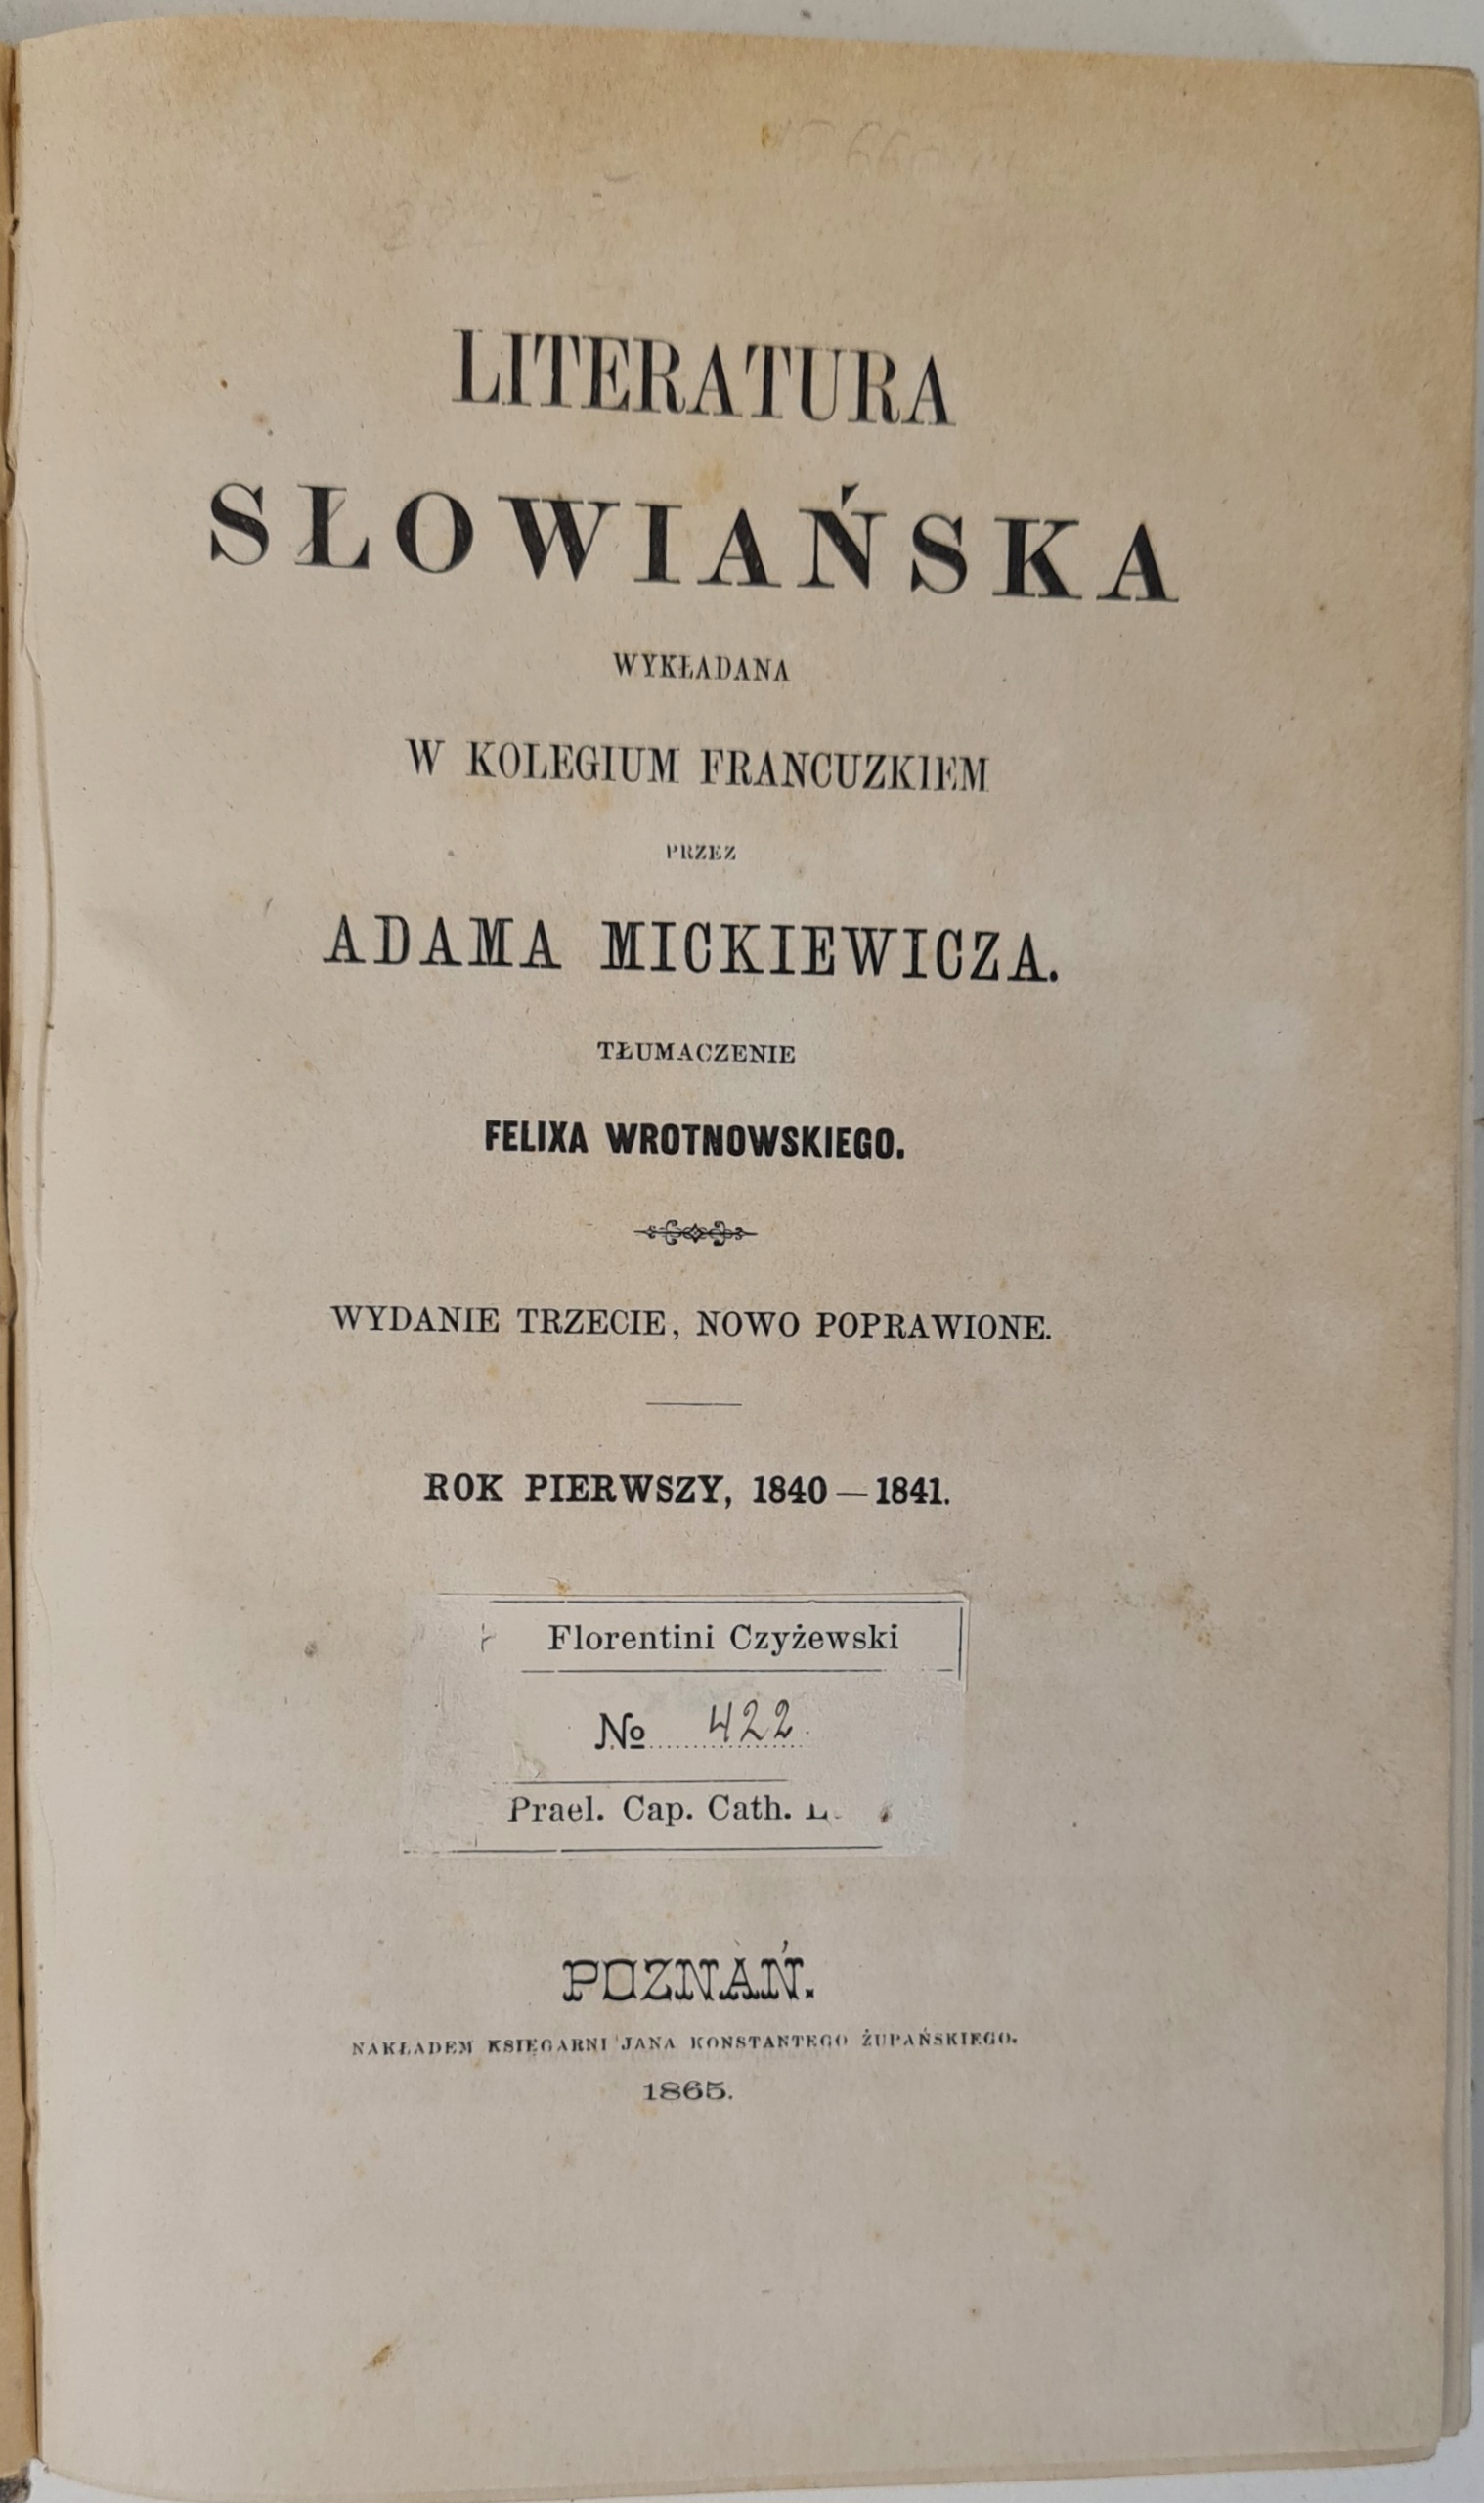 LITERATURA
SŁOWIAŃSKA
WYKŁADANA
W KOLEGIUM FRANCUZKIEM
PRZEZ
ADAMA MICKIEWICZA.
TŁUMACZENIE
FELIXA WROTNOWSKIEGO.
WYDANIE TRZECIE, NOWO POPRAWIONE.
ROK PIERWSZY, 1840 — 1841.
Florentini Czyżewski
No 422.
Prael. Cap. Cath.
POZNAŃ.
NAKŁADEM KSIĘGARNI JANA KONSTANTEGO ŻUPAŃSKIEGO.
1865.